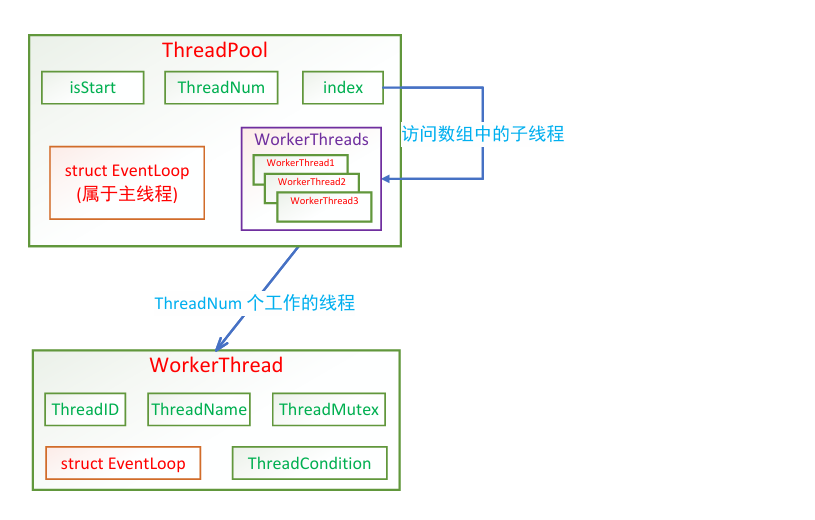 ThreadPool
isStart
ThreadNum
index
访问数组中的子线程
WorkerThreads
WorkerThread1
WorkerThread2
WorkerThread3
struct EventLoop
(属于主线程)
ThreadNum 个工作的线程
WorkerThread
ThreadID
ThreadName
ThreadMutex
struct EventLoop
ThreadCondition